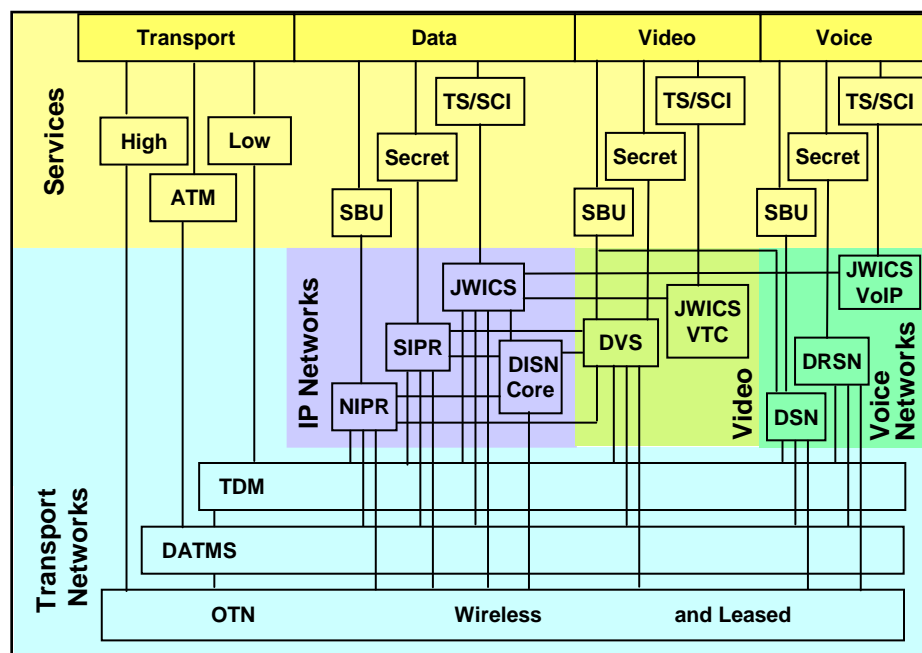 Transport
Data
Video
Voice
Services
TS/SCI
TS/SCI
TS/SCI
High
Low
Secret
Secret
Secret
ATM
SBU
SBU
SBU
IP Networks
JWICS
JWICS
VoIP
JWICS
VTC
SIPR
DISN
Core
DVS
DRSN
NIPR
DSN
Video
Voice
Networks
Transport
Networks
TDM
DATMS
OTN Wireless and Leased